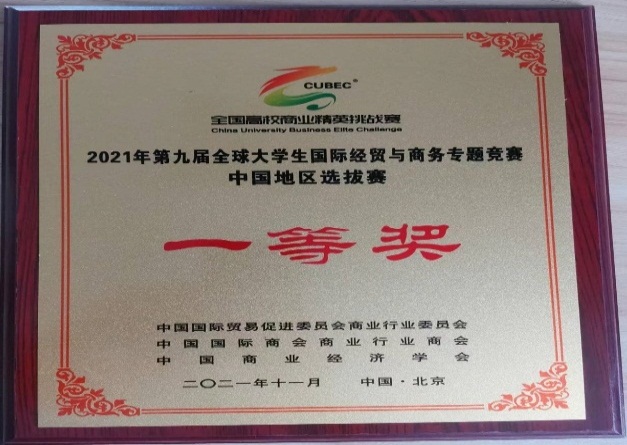 CUBEC®
全国高校商业精英挑战赛
China University Business Elite Challenge
2021年第九届全球大学生国际经贸与商务专题竞赛
中国地区选拔赛
一等奖
中国国际贸易促进委员会商业行业委员会
中国国际商会商业行业商会
中国商业经济学会
二〇二一年十一月 中国·北京